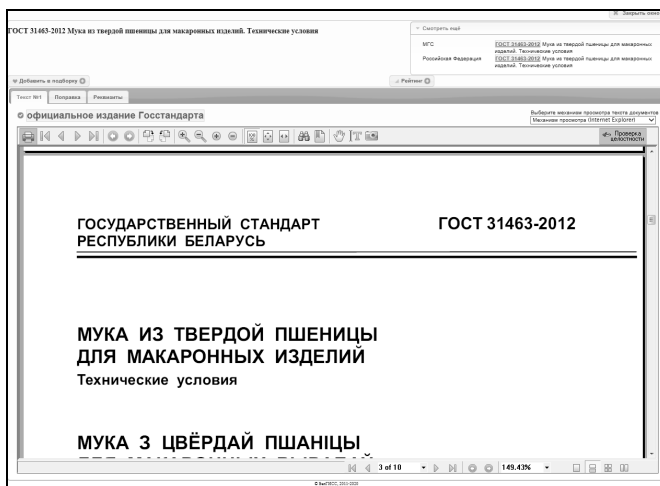 Закрыть окно
ГОСТ 31463-2012 Мука из твердой пшеницы для макаронных изделий. Технические условия
Смотреть ещё
МГС
ГОСТ 31463-2012 Мука из твердой пшеницы для макаронных изделий. Технические условия
Российская Федерация
ГОСТ 31463-2012 Мука из твердой пшеницы для макаронных изделий. Технические условия
Добавить в подборку
Рейтинг
Текст №1 Поправка Реквизиты
официальное издание Госстандарта
Выберите механизм просмотра текста документов
Механизм просмотра (Internet Explorer)
Проверка целостности
ГОСУДАРСТВЕННЫЙ СТАНДАРТ
РЕСПУБЛИКИ БЕЛАРУСЬ
ГОСТ 31463-2012
МУКА ИЗ ТВЕРДОЙ ПШЕНИЦЫ
ДЛЯ МАКАРОННЫХ ИЗДЕЛИЙ
Технические условия
МУКА З ЦВЁРДАЙ ПШАНІЦЫ
3 of 10
149.43%